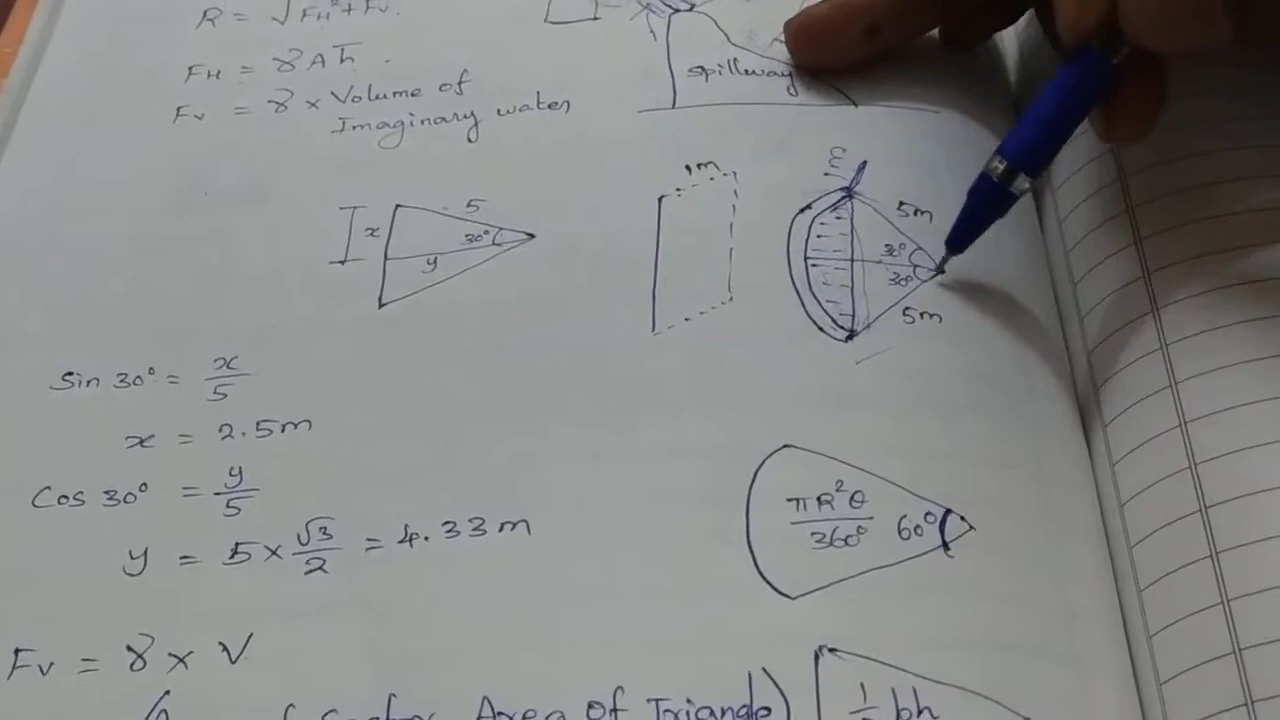 R = √FH²+Fv².
FH = γAh̄.
Fv = γ × Volume of
Imaginary water
spillway
x
5
30°
y
1m
5m
30°
30°
5m
Sin 30° = x/5
x = 2.5m
Cos 30° = y/5
y = 5 × √3/2 = 4.33m
πR²θ/360°
60°
Fv = γ × V
Area Of Triangle)
1/2 bh